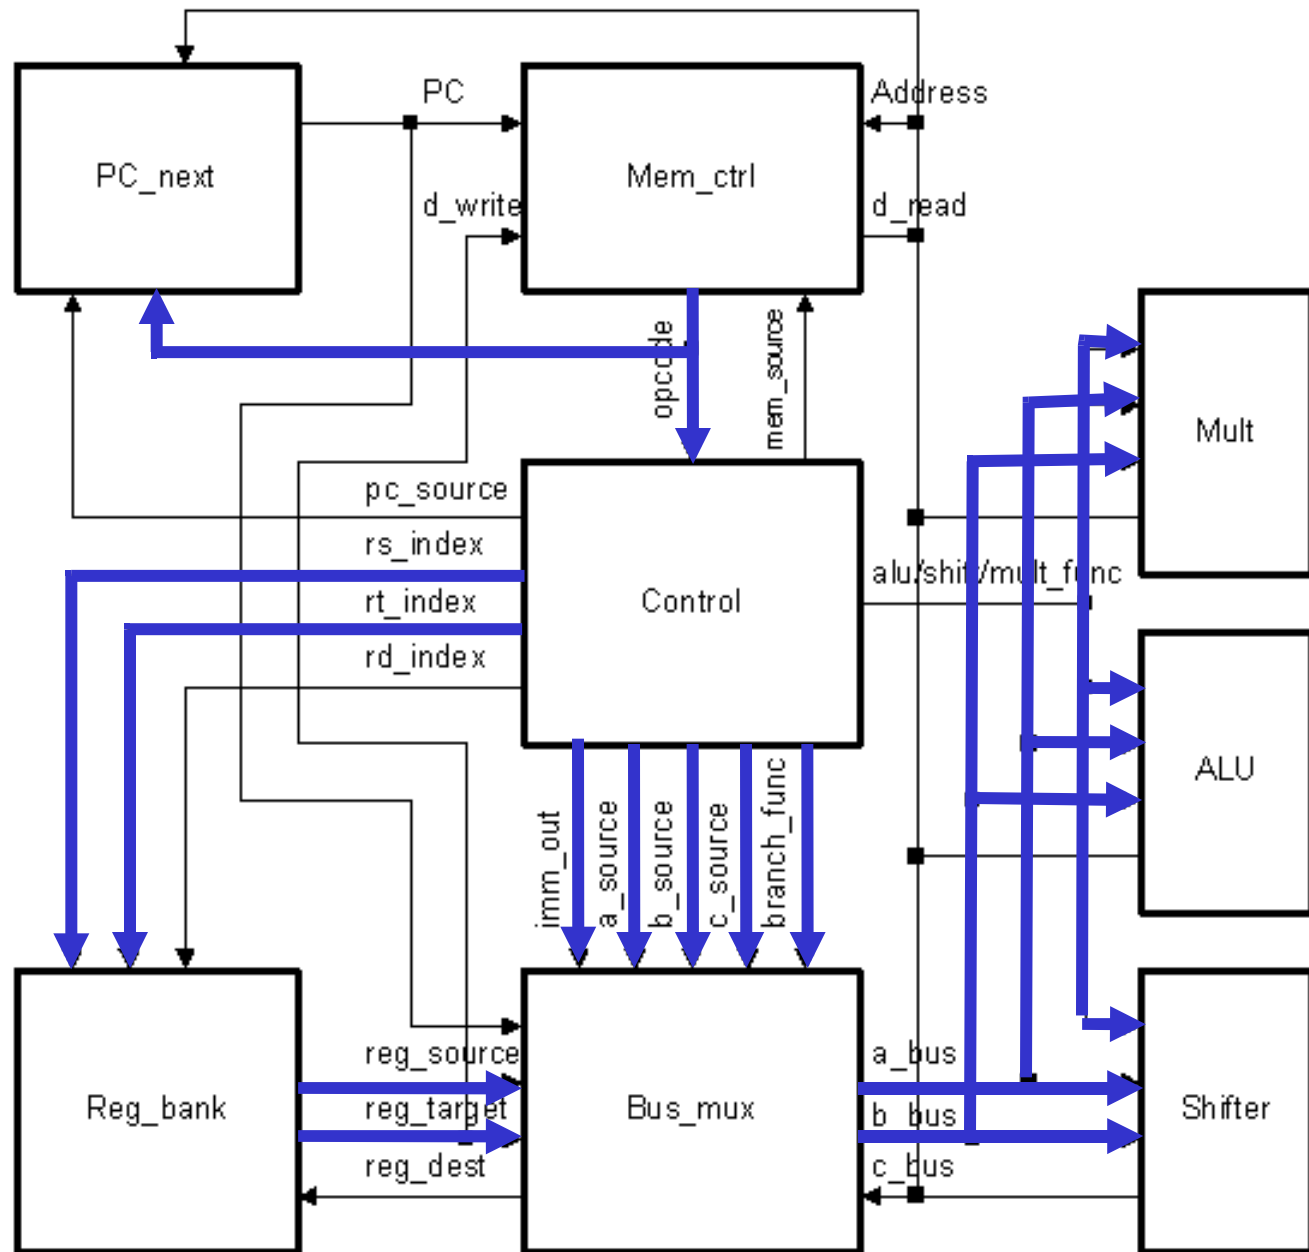 PC
Address
PC_next
Mem_ctrl
d_write
d_read
opcode
mem_source
Mult
pc_source
rs_index
alu/shift/mult_func
rt_index
Control
rd_index
ALU
imm_out
a_source
b_source
c_source
branch_func
reg_source
a_bus
Reg_bank
reg_target
Bus_mux
b_bus
Shifter
reg_dest
c_bus